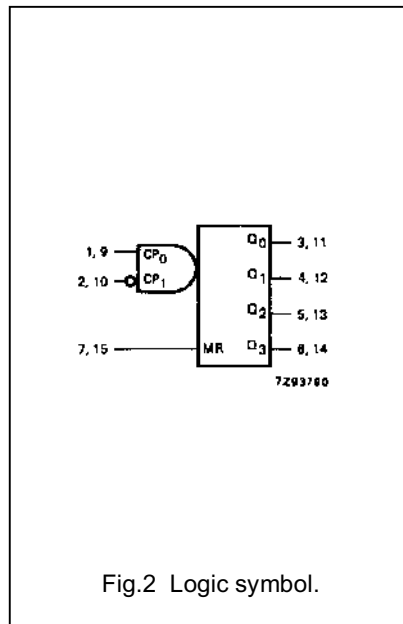 1, 9 CP0 Q0 3, 11
2, 10 CP1 Q1 4, 12
Q2 5, 13
7, 15 MR Q3 6, 14
7Z93790
Fig.2 Logic symbol.